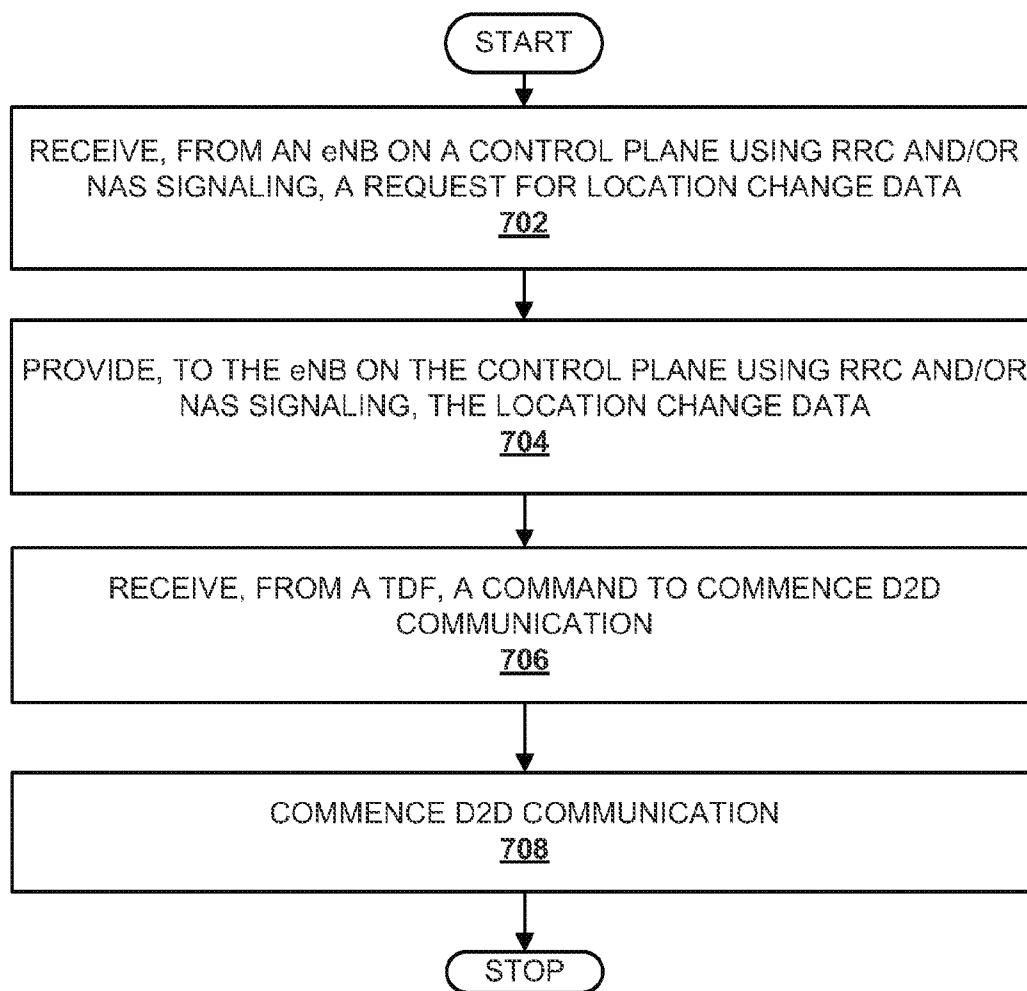 START
RECEIVE, FROM AN eNB ON A CONTROL PLANE USING RRC AND/OR
NAS SIGNALING, A REQUEST FOR LOCATION CHANGE DATA
702
PROVIDE, TO THE eNB ON THE CONTROL PLANE USING RRC AND/OR
NAS SIGNALING, THE LOCATION CHANGE DATA
704
RECEIVE, FROM A TDF, A COMMAND TO COMMENCE D2D
COMMUNICATION
706
COMMENCE D2D COMMUNICATION
708
STOP